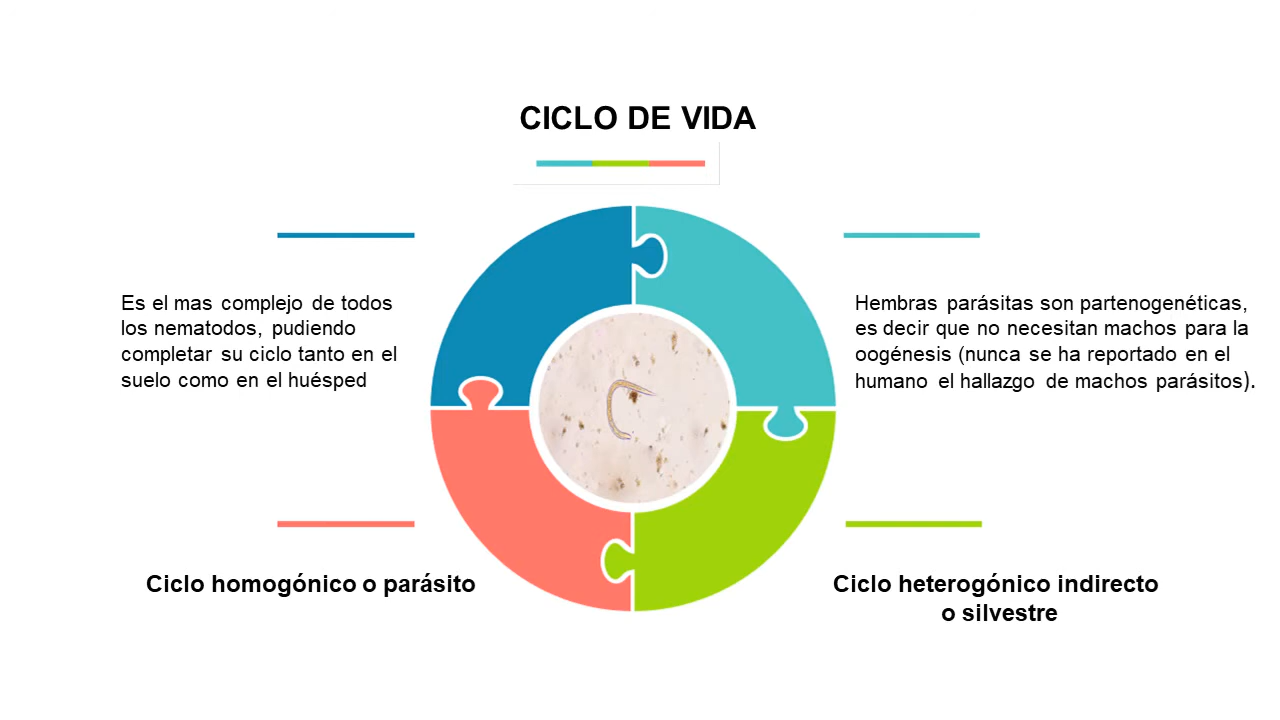 CICLO DE VIDA
Es el mas complejo de todos
los nematodos, pudiendo
completar su ciclo tanto en el
suelo como en el huésped
Hembras parásitas son partenogenéticas,
es decir que no necesitan machos para la
oogénesis (nunca se ha reportado en el
humano el hallazgo de machos parásitos).
Ciclo homogónico o parásito
Ciclo heterogónico indirecto
o silvestre